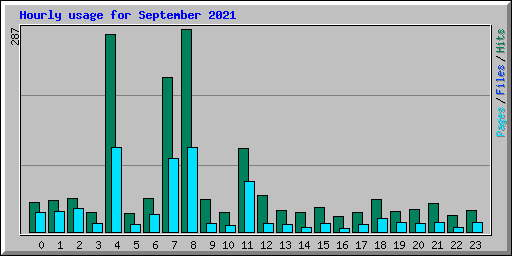 Hourly usage for September 2021
287
Pages / Files / Hits
0 1 2 3 4 5 6 7 8 9 10 11 12 13 14 15 16 17 18 19 20 21 22 23